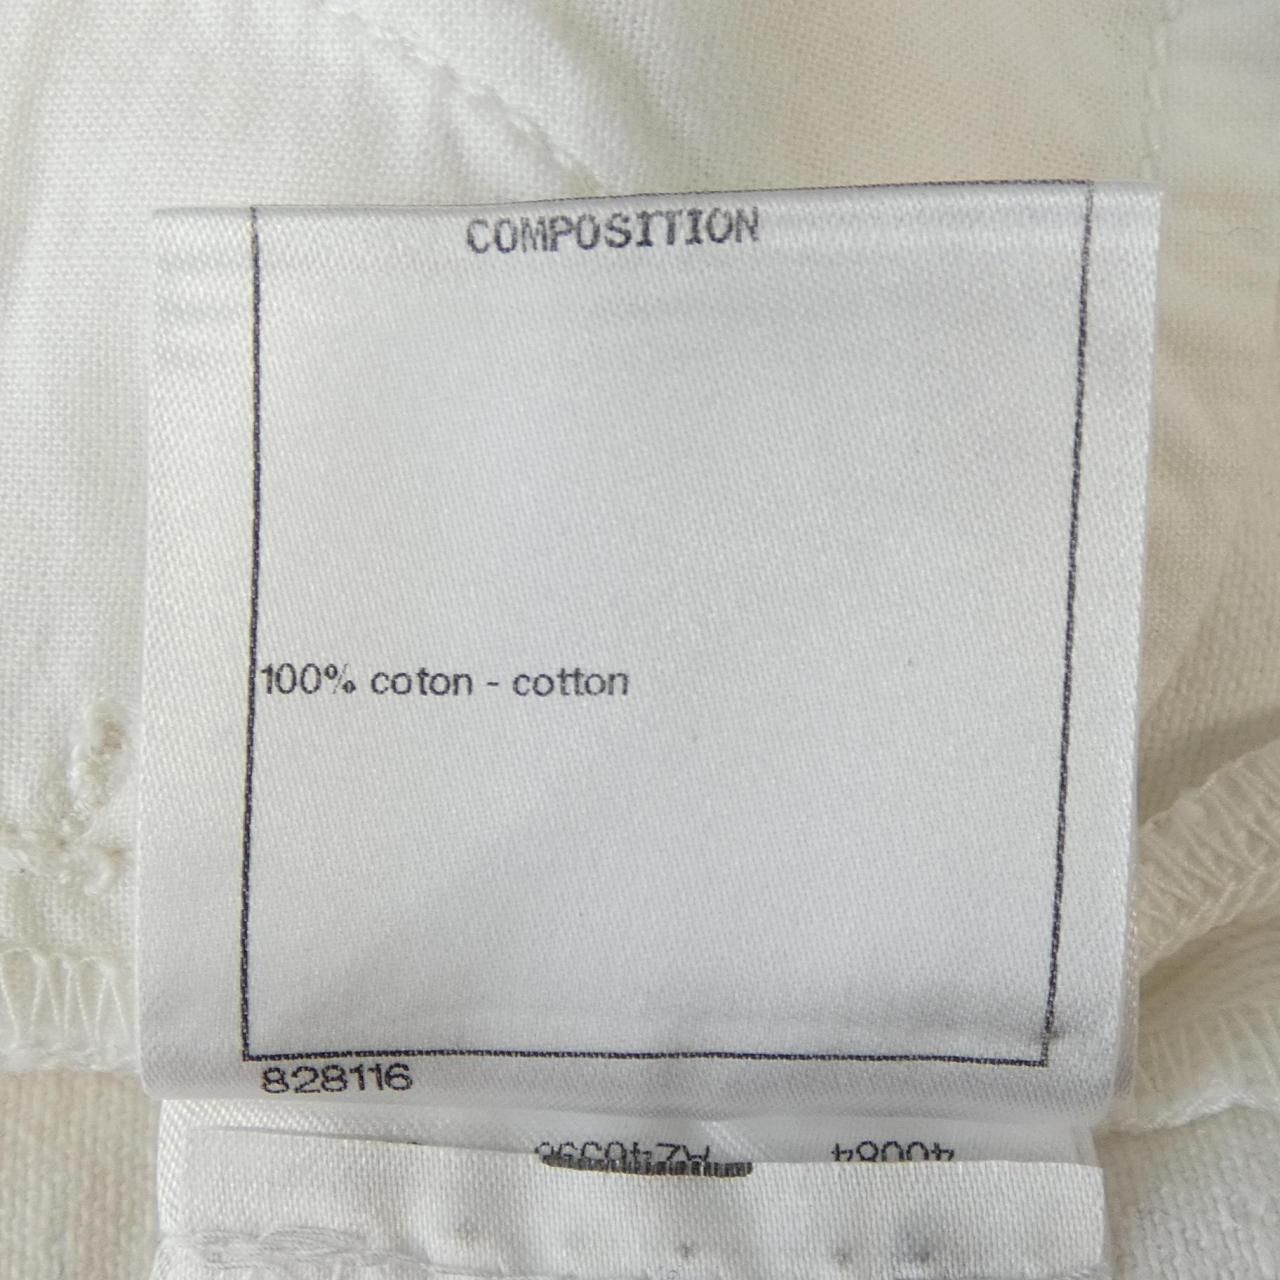 COMPOSITION
100% coton - cotton
828116